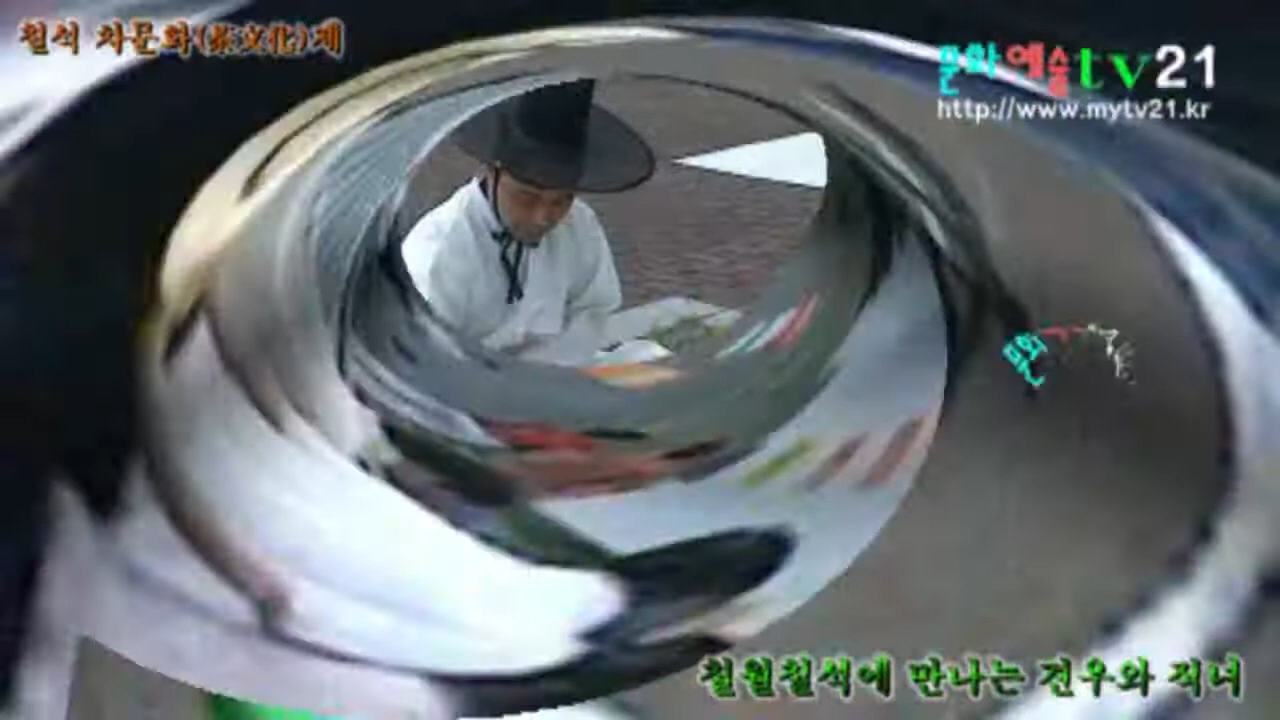 칠석 차문화(茶文化)제
문화예술tv21
http://www.mytv21.kr
칠월칠석에 만나는 견우와 직녀